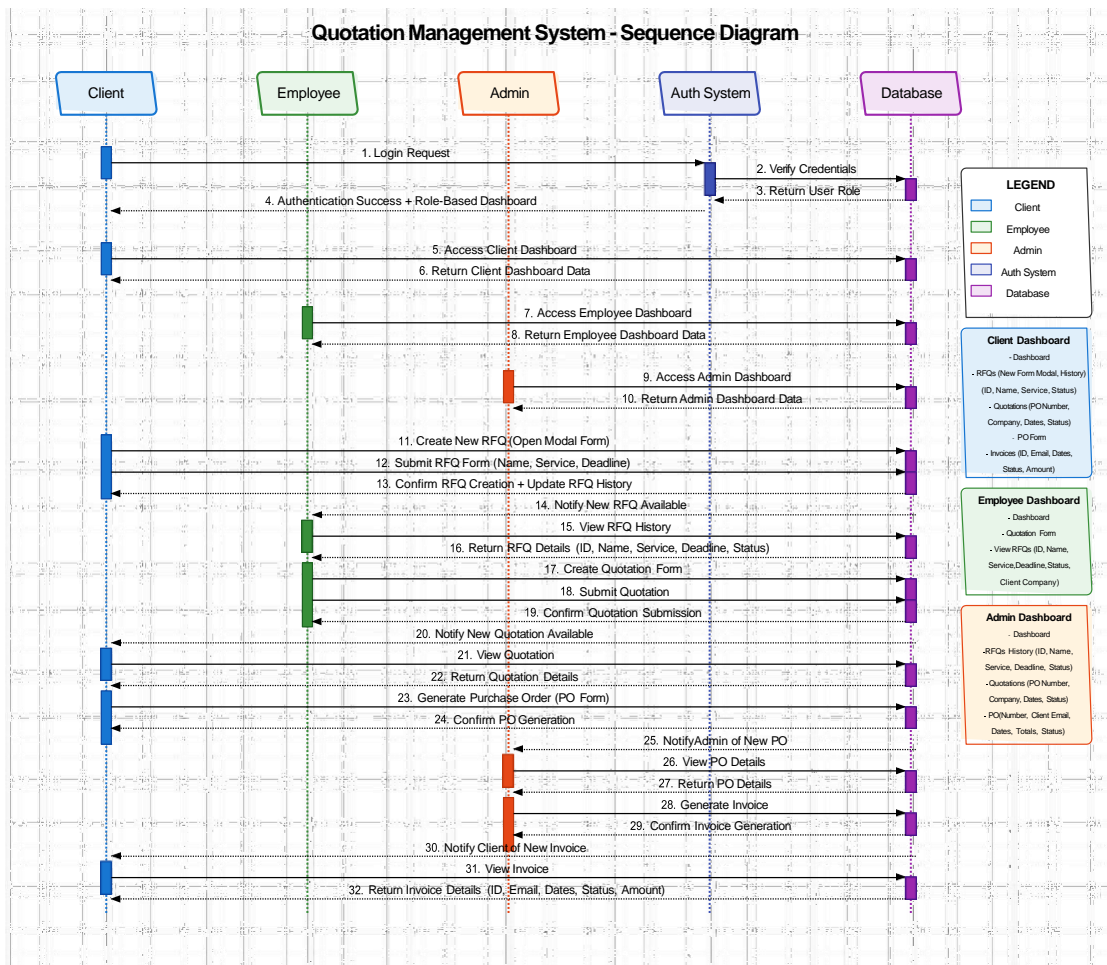 Quotation Management System - Sequence Diagram
Client
Employee
Admin
Auth System
Database
1. Login Request
2. Verify Credentials
3. Return User Role
4. Authentication Success + Role-Based Dashboard
5. Access Client Dashboard
6. Return Client Dashboard Data
7. Access Employee Dashboard
8. Return Employee Dashboard Data
9. Access Admin Dashboard
10. Return Admin Dashboard Data
11. Create New RFQ (Open Modal Form)
12. Submit RFQ Form (Name, Service, Deadline)
13. Confirm RFQ Creation + Update RFQ History
14. Notify New RFQ Available
15. View RFQ History
16. Return RFQ Details (ID, Name, Service, Deadline, Status)
17. Create Quotation Form
18. Submit Quotation
19. Confirm Quotation Submission
20. Notify New Quotation Available
21. View Quotation
22. Return Quotation Details
23. Generate Purchase Order (PO Form)
24. Confirm PO Generation
25. NotifyAdmin of New PO
26. View PO Details
27. Return PO Details
28. Generate Invoice
29. Confirm Invoice Generation
30. Notify Client of New Invoice
31. View Invoice
32. Return Invoice Details (ID, Email, Dates, Status, Amount)
LEGEND
Client
Employee
Admin
Auth System
Database
Client Dashboard
- Dashboard
- RFQs (New Form Modal, History)
(ID, Name, Service, Status)
- Quotations (PO Number,
Company, Dates, Status)
- PO Form
- Invoices (ID, Email, Dates,
Status, Amount)
Employee Dashboard
- Dashboard
- Quotation Form
- View RFQs (ID, Name,
Service,Deadline,Status,
Client Company)
Admin Dashboard
- Dashboard
-RFQs History (ID, Name,
Service, Deadline, Status)
- Quotations (PO Number,
Company, Dates, Status)
- PO(Number, Client Email,
Dates, Totals, Status)